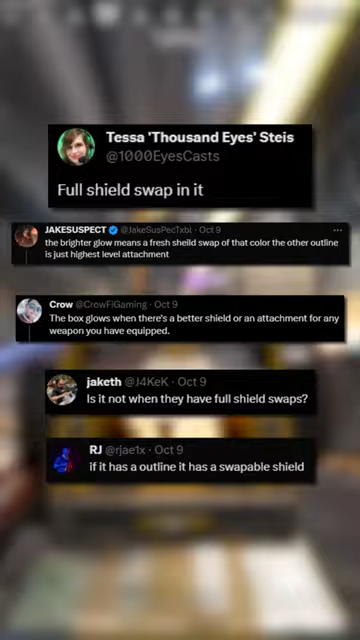 Tessa 'Thousand Eyes' Steis
@1000EyesCasts
Full shield swap in it
JAKESUSPECT @JakeSusPecTxbl · Oct 9
the brighter glow means a fresh sheild swap of that color the other outline
is just highest level attachment
Crow @CrowFiGaming · Oct 9
The box glows when there's a better shield or an attachment for any
weapon you have equipped.
jaketh @J4KeK · Oct 9
Is it not when they have full shield swaps?
RJ @rjae1x · Oct 9
if it has a outline it has a swapable shield